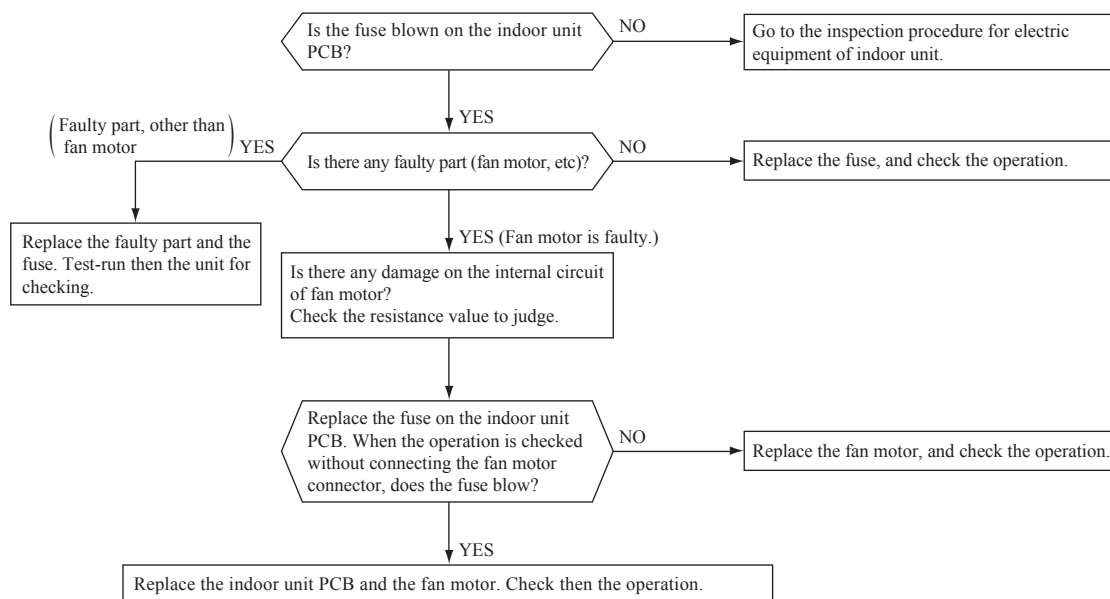 Is the fuse blown on the indoor unit
PCB?
NO
Go to the inspection procedure for electric
equipment of indoor unit.
YES
(Faulty part, other than
fan motor)
YES
Is there any faulty part (fan motor, etc)?
NO
Replace the fuse, and check the operation.
Replace the faulty part and the
fuse. Test-run then the unit for
checking.
YES (Fan motor is faulty.)
Is there any damage on the internal circuit
of fan motor?
Check the resistance value to judge.
Replace the fuse on the indoor unit
PCB. When the operation is checked
without connecting the fan motor
connector, does the fuse blow?
NO
Replace the fan motor, and check the operation.
YES
Replace the indoor unit PCB and the fan motor. Check then the operation.